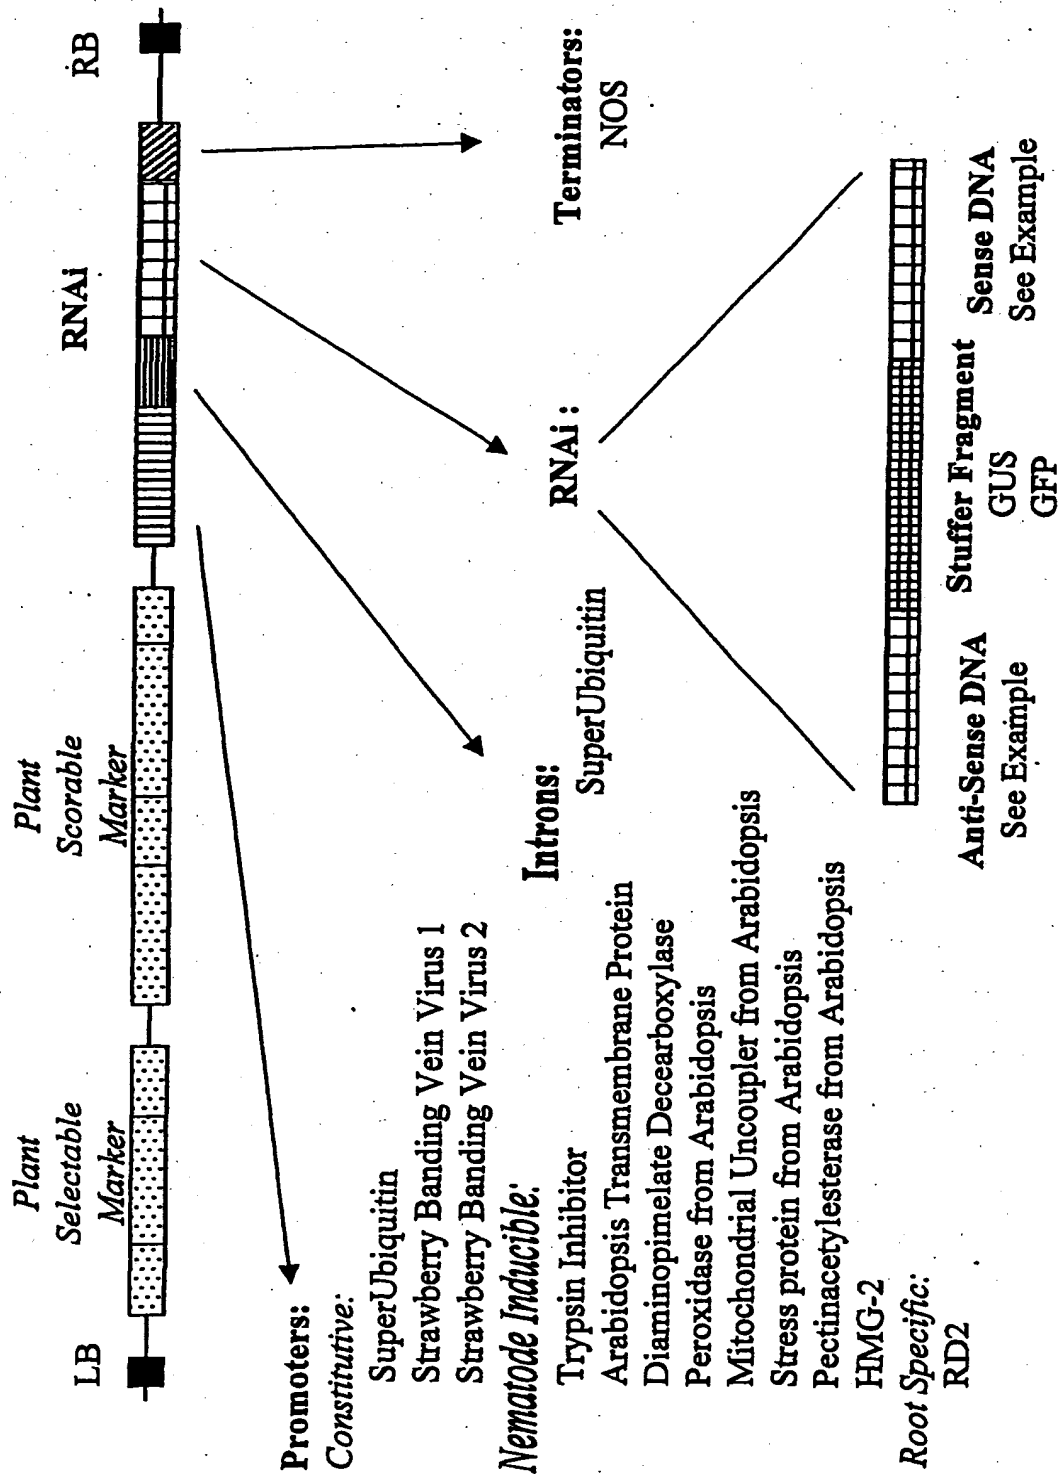 LB
Plant
Selectable
Marker
Plant
Scorable
Marker
RNAi
RB
Promoters:
Constitutive:
SuperUbiquitin
Strawberry Banding Vein Virus 1
Strawberry Banding Vein Virus 2
Nematode Inducible:
Trypsin Inhibitor
Arabidopsis Transmembrane Protein
Diaminopimelate Decearboxylase
Peroxidase from Arabidopsis
Mitochondrial Uncoupler from Arabidopsis
Stress protein from Arabidopsis
Pectinacetylesterase from Arabidopsis
HMG-2
Root Specific:
RD2
Introns:
SuperUbiquitin
RNAi :
Terminators:
NOS
Anti-Sense DNA
See Example
Stuffer Fragment
GUS
GFP
Sense DNA
See Example